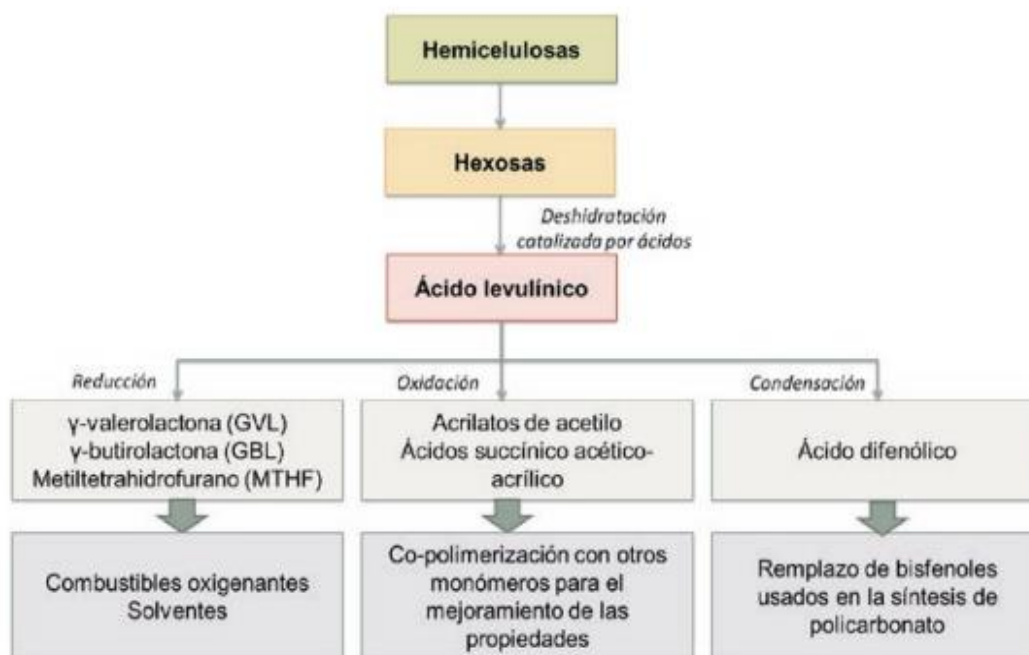 Hemicelulosas
Hexosas
Deshidratación
catalizada por ácidos
Ácido levulínico
Reducción
Oxidación
Condensación
γ-valerolactona (GVL)
γ-butirolactona (GBL)
Metiltetrahidrofurano (MTHF)
Acrilatos de acetilo
Ácidos succínico acético-
acrílico
Ácido difenólico
Combustibles oxigenantes
Solventes
Co-polimerización con otros
monómeros para el
mejoramiento de las
propiedades
Remplazo de bisfenoles
usados en la síntesis de
policarbonato